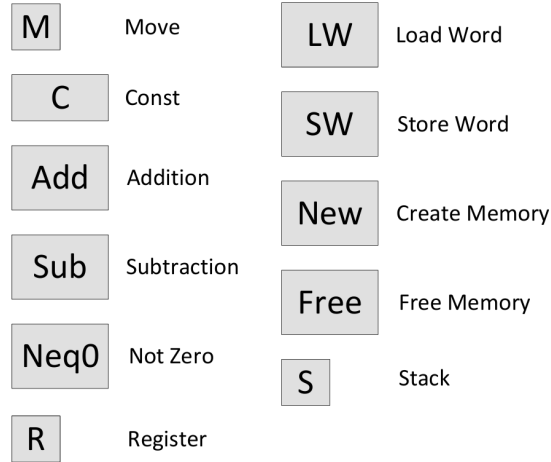 M Move
C Const
Add Addition
Sub Subtraction
Neq0 Not Zero
R Register
LW Load Word
SW Store Word
New Create Memory
Free Free Memory
S Stack